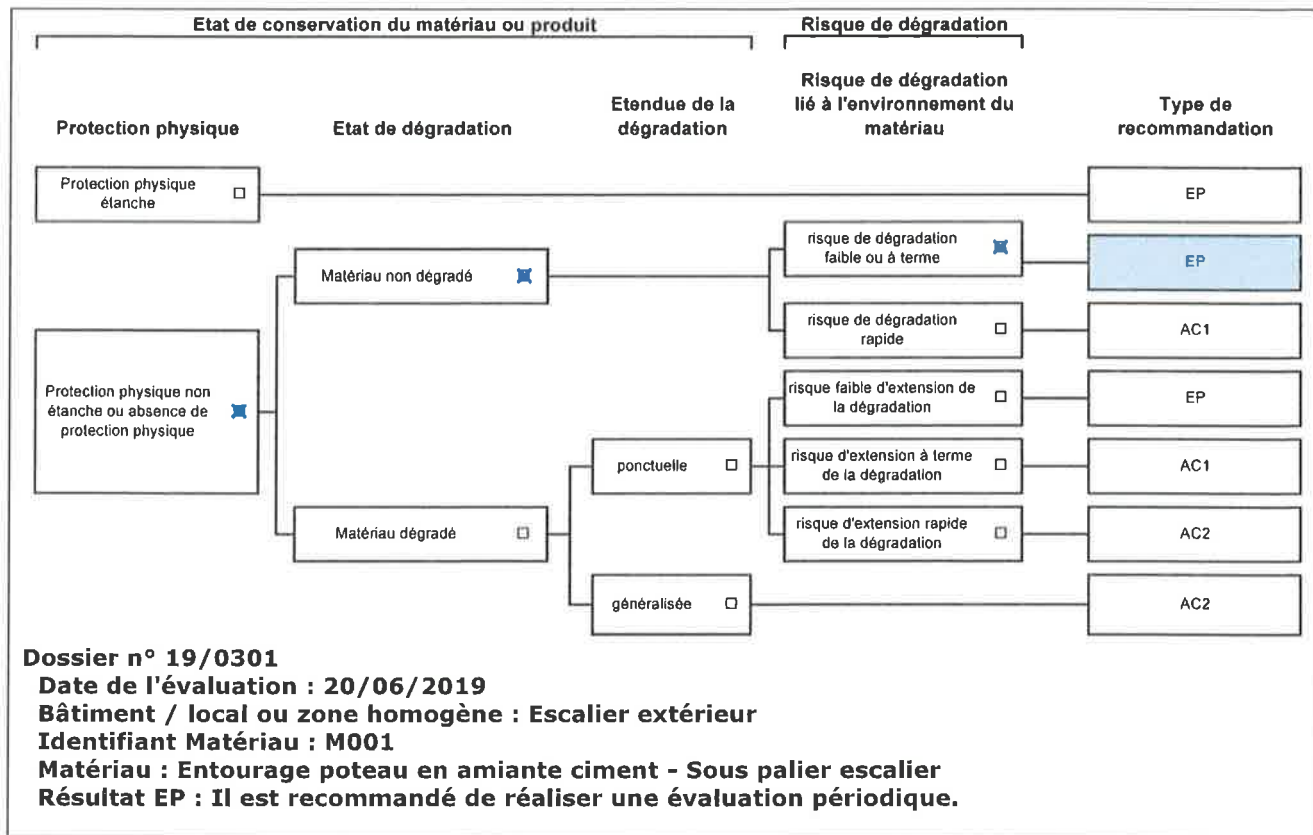 Etat de conservation du matériau ou produit
Risque de dégradation
Protection physique
Etat de dégradation
Etendue de la
dégradation
Risque de dégradation
lié à l'environnement du
matériau
Type de
recommandation
Protection physique
étanche
EP
Matériau non dégradé
risque de dégradation
faible ou à terme
EP
risque de dégradation
rapide
AC1
Protection physique non
étanche ou absence de
protection physique
risque faible d'extension de
la dégradation
EP
ponctuelle
risque d'extension à terme
de la dégradation
AC1
Matériau dégradé
risque d'extension rapide
de la dégradation
AC2
généralisée
AC2
Dossier n° 19/0301
Date de l'évaluation : 20/06/2019
Bâtiment / local ou zone homogène : Escalier extérieur
Identifiant Matériau : M001
Matériau : Entourage poteau en amiante ciment - Sous palier escalier
Résultat EP : Il est recommandé de réaliser une évaluation périodique.